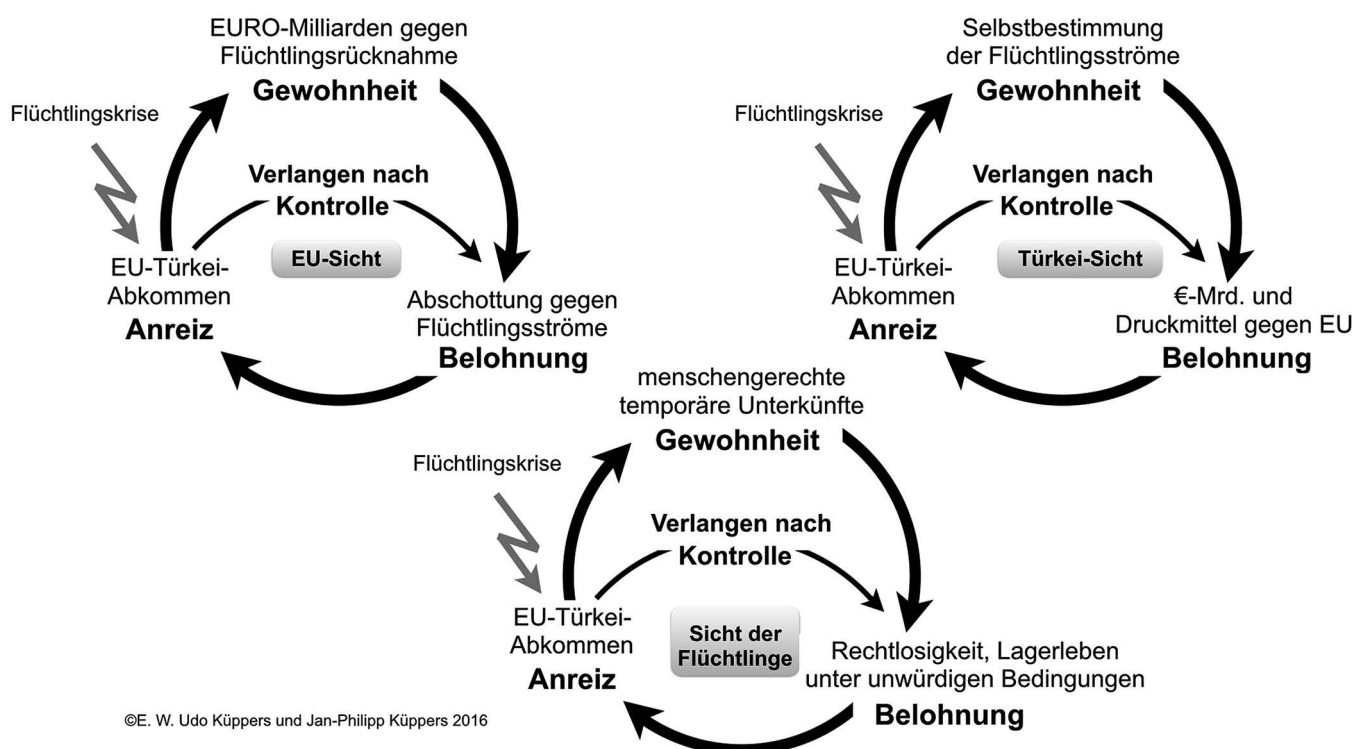 EURO-Milliarden gegen
Flüchtlingsrücknahme
Gewohnheit
Flüchtlingskrise
Verlangen nach
Kontrolle
EU-Sicht
EU-Türkei-
Abkommen
Anreiz
Abschottung gegen
Flüchtlingsströme
Belohnung
Selbstbestimmung
der Flüchtlingsströme
Gewohnheit
Flüchtlingskrise
Verlangen nach
Kontrolle
Türkei-Sicht
EU-Türkei-
Abkommen
Anreiz
€-Mrd. und
Druckmittel gegen EU
Belohnung
menschengerechte
temporäre Unterkünfte
Gewohnheit
Flüchtlingskrise
Verlangen nach
Kontrolle
EU-Türkei-
Abkommen
Anreiz
Sicht der
Flüchtlinge
Rechtlosigkeit, Lagerleben
unter unwürdigen Bedingungen
Belohnung
©E. W. Udo Küppers und Jan-Philipp Küppers 2016